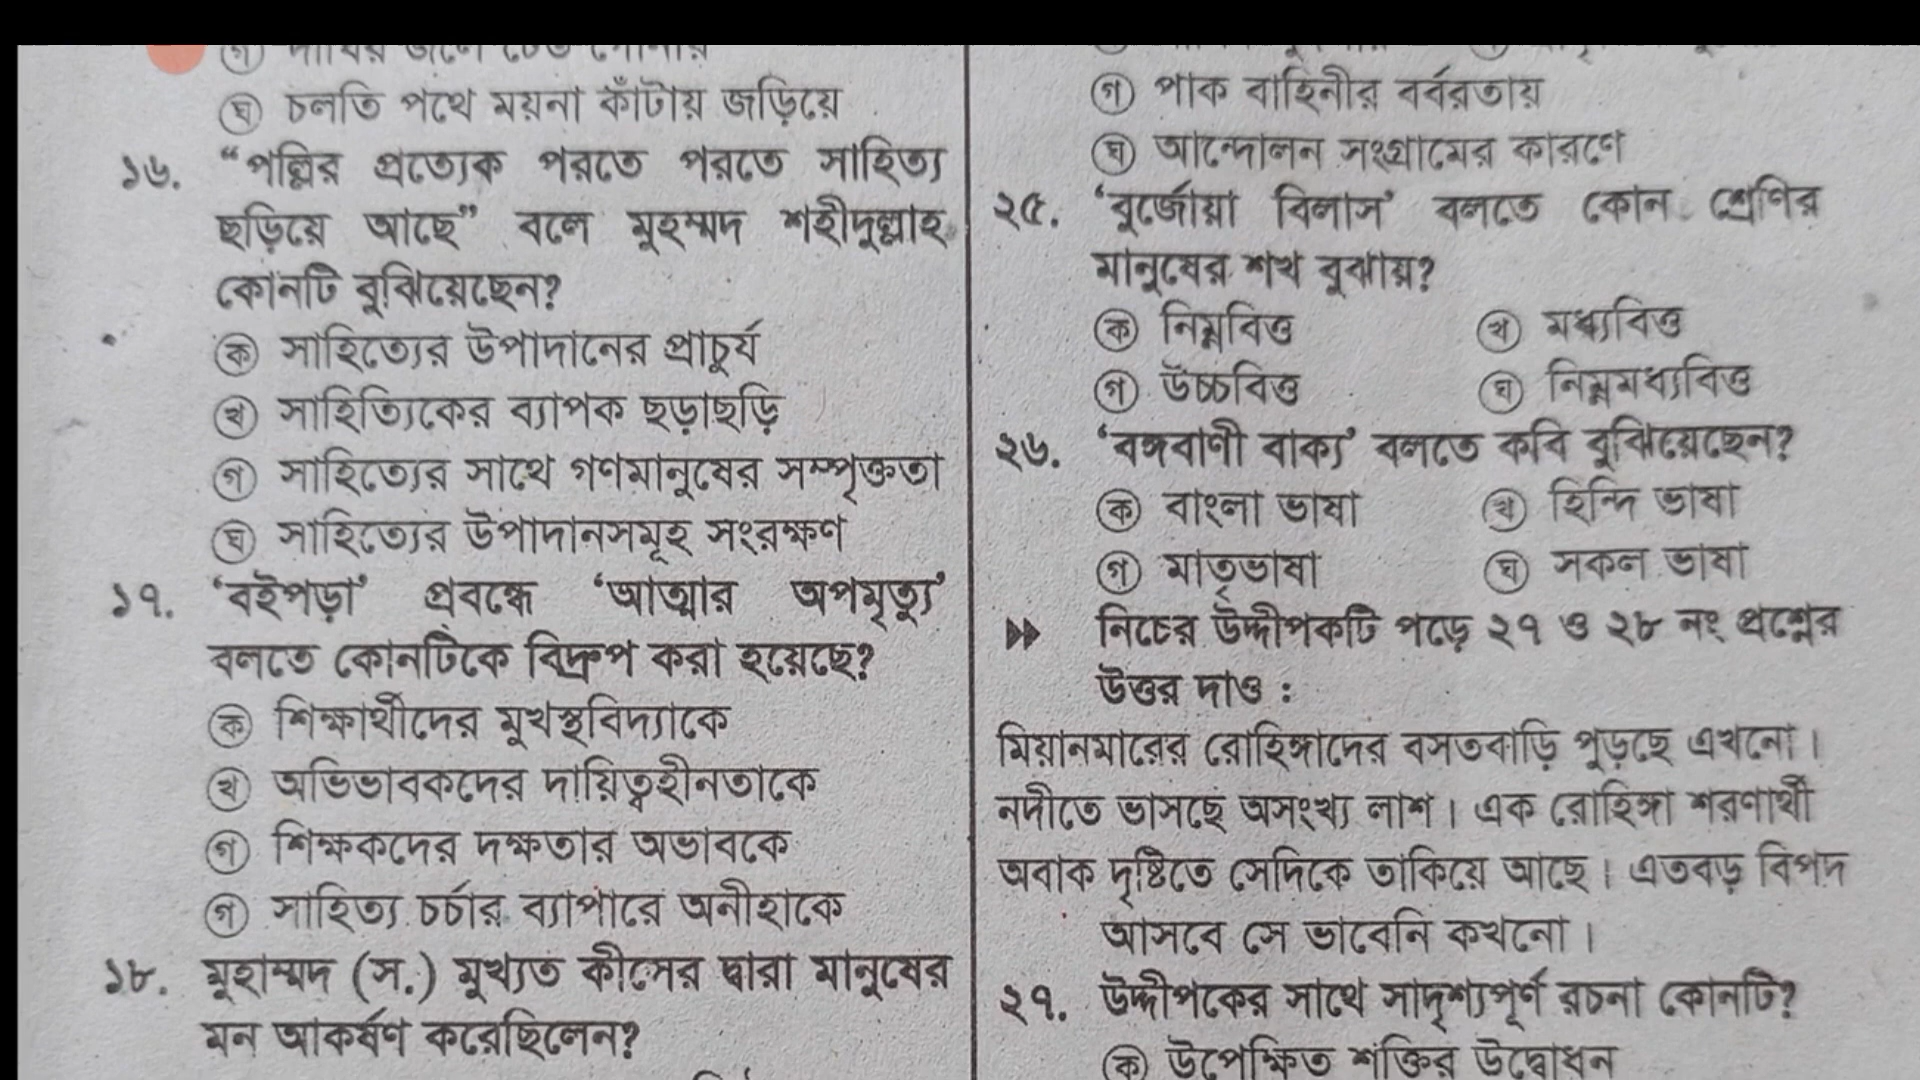 ঘ চলতি পথে ময়না কাঁটায় জড়িয়ে
১৬. “পল্লির প্রত্যেক পরতে পরতে সাহিত্য
ছড়িয়ে আছে” বলে মুহম্মদ শহীদুল্লাহ
কোনটি বুঝিয়েছেন?
ক সাহিত্যের উপাদানের প্রাচুর্য
খ সাহিত্যিকের ব্যাপক ছড়াছড়ি
গ সাহিত্যের সাথে গণমানুষের সম্পৃক্ততা
ঘ সাহিত্যের উপাদানসমূহ সংরক্ষণ
১৭. ‘বইপড়া’ প্রবন্ধে ‘আত্মার অপমৃত্যু’
বলতে কোনটিকে বিদ্রুপ করা হয়েছে?
ক শিক্ষার্থীদের মুখস্থবিদ্যাকে
খ অভিভাবকদের দায়িত্বহীনতাকে
গ শিক্ষকদের দক্ষতার অভাবকে
গ সাহিত্য চর্চার ব্যাপারে অনীহাকে
১৮. মুহাম্মদ (স.) মুখ্যত কীসের দ্বারা মানুষের
মন আকর্ষণ করেছিলেন?
গ পাক বাহিনীর বর্বরতায়
ঘ আন্দোলন সংগ্রামের কারণে
২৫. ‘বুর্জোয়া বিলাস’ বলতে কোন শ্রেণির
মানুষের শখ বুঝায়?
ক নিম্নবিত্ত খ মধ্যবিত্ত
গ উচ্চবিত্ত ঘ নিম্নমধ্যবিত্ত
২৬. ‘বঙ্গবাণী বাক্য’ বলতে কবি বুঝিয়েছেন?
ক বাংলা ভাষা খ হিন্দি ভাষা
গ মাতৃভাষা ঘ সকল ভাষা
নিচের উদ্দীপকটি পড়ে ২৭ ও ২৮ নং প্রশ্নের
উত্তর দাও :
মিয়ানমারের রোহিঙ্গাদের বসতবাড়ি পুড়ছে এখনো।
নদীতে ভাসছে অসংখ্য লাশ। এক রোহিঙ্গা শরণার্থী
অবাক দৃষ্টিতে সেদিকে তাকিয়ে আছে। এতবড় বিপদ
আসবে সে ভাবেনি কখনো।
২৭. উদ্দীপকের সাথে সাদৃশ্যপূর্ণ রচনা কোনটি?
ক উপেক্ষিত শক্তির উদ্বোধন